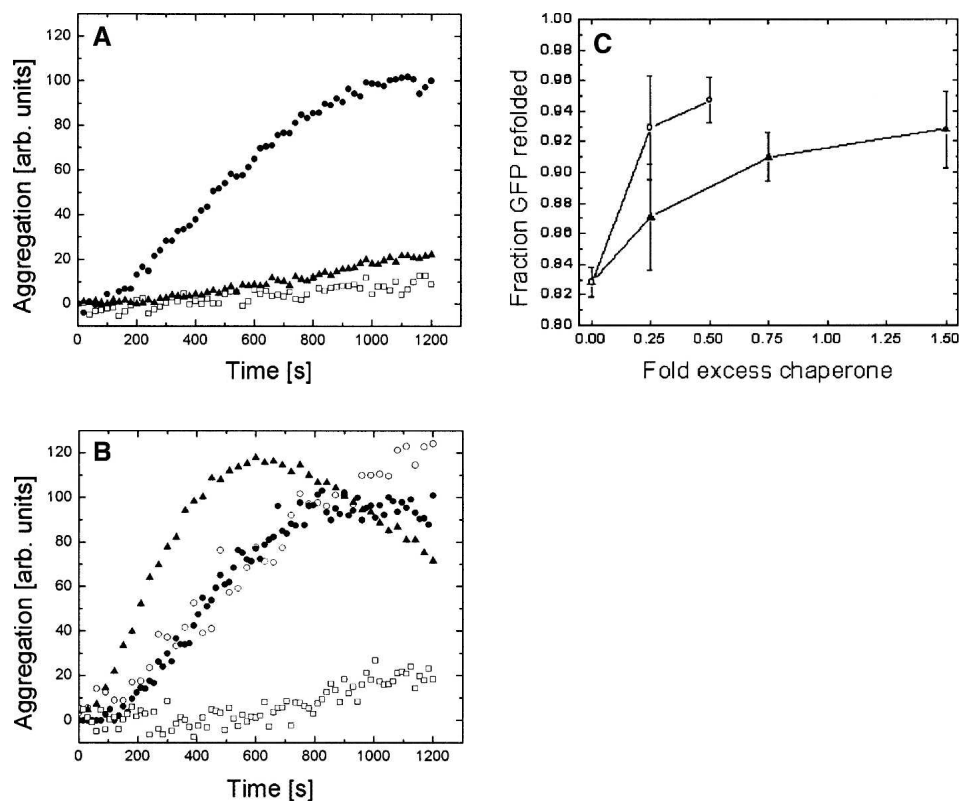 A
Aggregation [arb. units]
120
100
80
60
40
20
0
0 200 400 600 800 1000 1200
Time [s]
C
Fraction GFP refolded
1.00
0.98
0.96
0.94
0.92
0.90
0.88
0.86
0.84
0.82
0.80
0.00 0.25 0.50 0.75 1.00 1.25 1.50
Fold excess chaperone
B
Aggregation [arb. units]
120
100
80
60
40
20
0
0 200 400 600 800 1000 1200
Time [s]